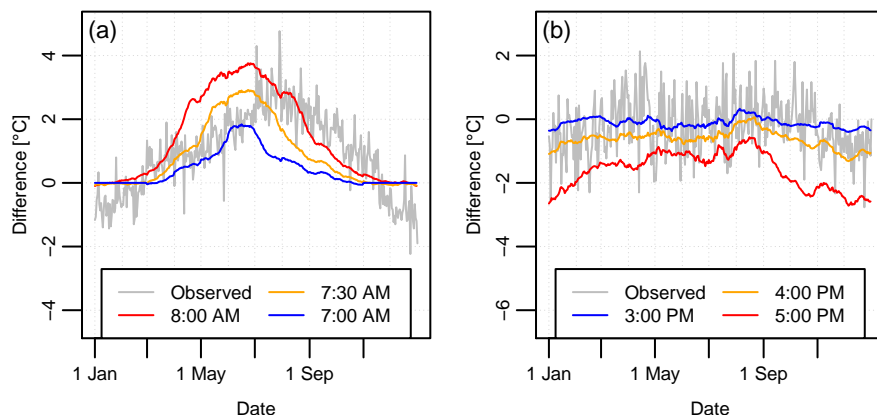 (a)
Difference [°C]
4
2
0
−2
−4
Observed
8:00 AM
7:30 AM
7:00 AM
1 Jan
1 May
1 Sep
Date
(b)
Difference [°C]
2
0
−2
−4
−6
Observed
3:00 PM
4:00 PM
5:00 PM
1 Jan
1 May
1 Sep
Date